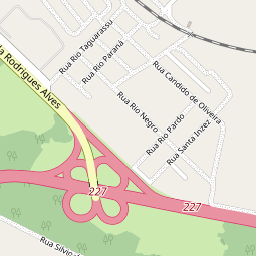 Rua Rio Taguarassu
Rua Rio Paraná
Rua Candido de Oliveira
Rodrigues Alves
Rua Rio Negro
Rua Rio Pardo
Rua Santa Inzez
227
227
Rua Silvio